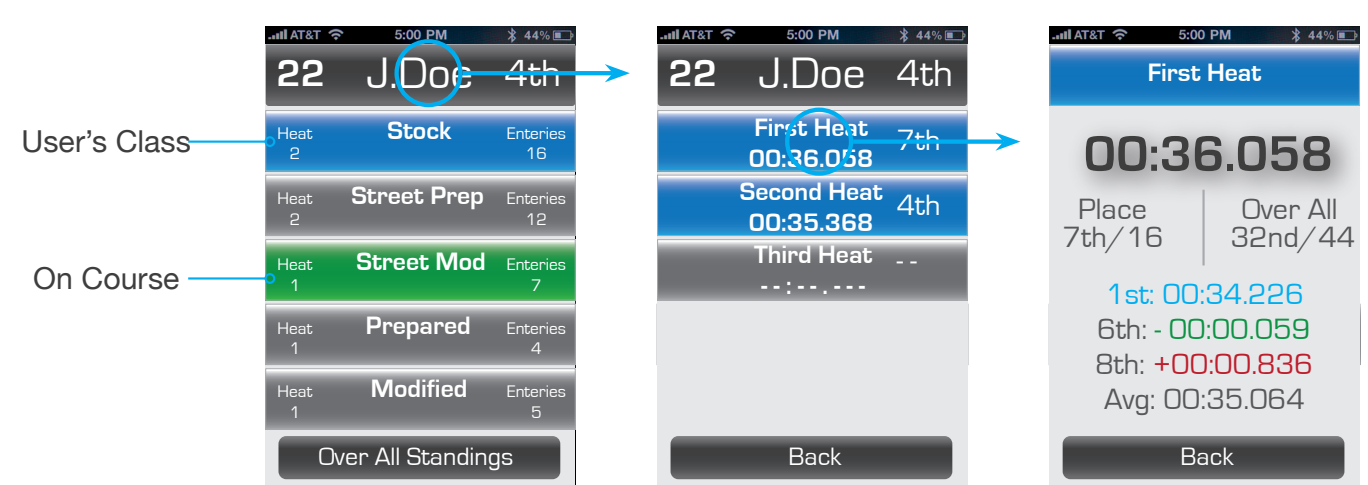 User's Class
On Course
AT&T 5:00 PM 44%
22 J.Doe 4th
Heat 2 Stock Enteries 16
Heat 2 Street Prep Enteries 12
Heat 1 Street Mod Enteries 7
Heat 1 Prepared Enteries 4
Heat 1 Modified Enteries 5
Over All Standings
AT&T 5:00 PM 44%
22 J.Doe 4th
First Heat 7th
00:36.058
Second Heat 4th
00:35.368
Third Heat - -
--:--.---
Back
AT&T 5:00 PM 44%
First Heat
00:36.058
Place Over All
7th/16 32nd/44
1st: 00:34.226
6th: - 00:00.059
8th: +00:00.836
Avg: 00:35.064
Back